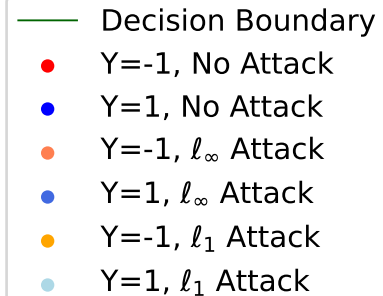 Decision Boundary
Y=-1, No Attack
Y=1, No Attack
Y=-1, ℓ∞ Attack
Y=1, ℓ∞ Attack
Y=-1, ℓ₁ Attack
Y=1, ℓ₁ Attack